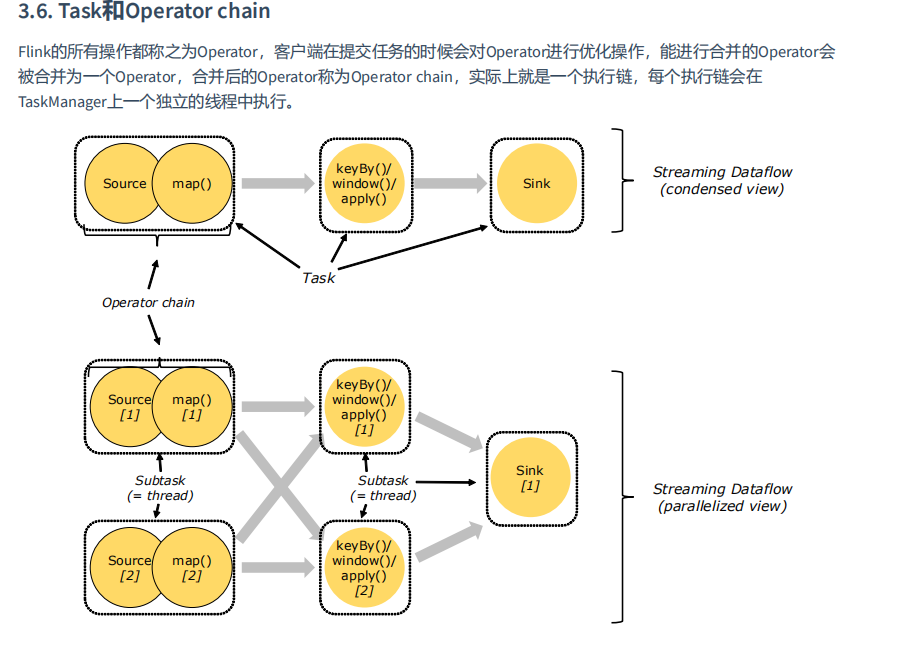 3.6. Task和Operator chain
Flink的所有操作都称之为Operator，客户端在提交任务的时候会对Operator进行优化操作，能进行合并的Operator会
被合并为一个Operator，合并后的Operator称为Operator chain，实际上就是一个执行链，每个执行链会在
TaskManager上一个独立的线程中执行。
Source
map()
keyBy()/
window()/
apply()
Sink
Streaming Dataflow
(condensed view)
Task
Operator chain
Source
[1]
map()
[1]
keyBy()/
window()/
apply()
[1]
Sink
[1]
Subtask
(= thread)
Subtask
(= thread)
Streaming Dataflow
(parallelized view)
Source
[2]
map()
[2]
keyBy()/
window()/
apply()
[2]